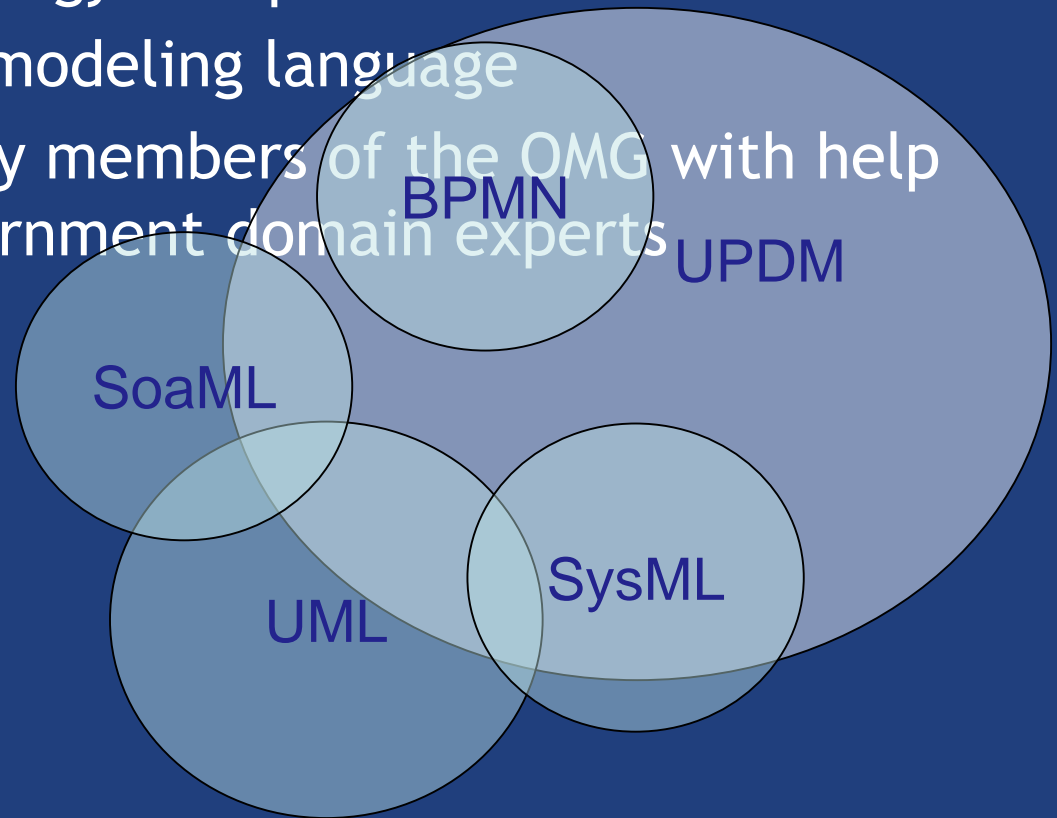 modeling language
y members of the OMG with help
BPMN
rnment domain experts
UPDM
SoaML
SysML
UML